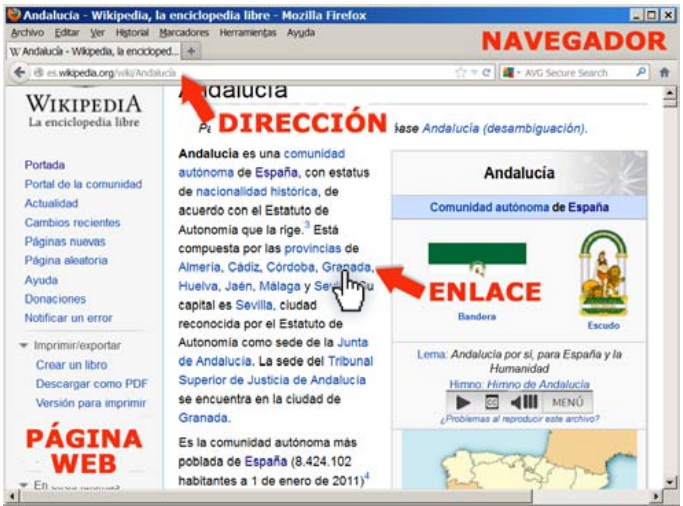 Andalucía - Wikipedia, la enciclopedia libre - Mozilla Firefox
Archivo Editar Ver Historial Marcadores Herramientas Ayuda
NAVEGADOR
W Andalucía - Wikipedia, la encicloped... +
es.wikipedia.org/wiki/Andalucía
AVG Secure Search
WIKIPEDIA
La enciclopedia libre
Portada
Portal de la comunidad
Actualidad
Cambios recientes
Páginas nuevas
Página aleatoria
Ayuda
Donaciones
Notificar un error
Imprimir/exportar
Crear un libro
Descargar como PDF
Versión para imprimir
PÁGINA
WEB
En
Andalucía
DIRECCIÓN
Andalucía (desambiguación).
Andalucía es una comunidad
autónoma de España, con estatus
de nacionalidad histórica, de
acuerdo con el Estatuto de
Autonomía que la rige.3 Está
compuesta por las provincias de
Almería, Cádiz, Córdoba, Granada,
Huelva, Jaén, Málaga y
capital es Sevilla, ciudad
reconocida por el Estatuto de
Autonomía como sede de la Junta
de Andalucía. La sede del Tribunal
Superior de Justicia de Andalucía
se encuentra en la ciudad de
Granada.
Es la comunidad autónoma más
poblada de España (8.424.102
habitantes a 1 de enero de 2011)4
ENLACE
Andalucía
Comunidad autónoma de España
Bandera
Escudo
Lema: Andalucía por sí, para España y la
Humanidad
Himno: Himno de Andalucía
MENÚ
¿Problemas al reproducir este archivo?